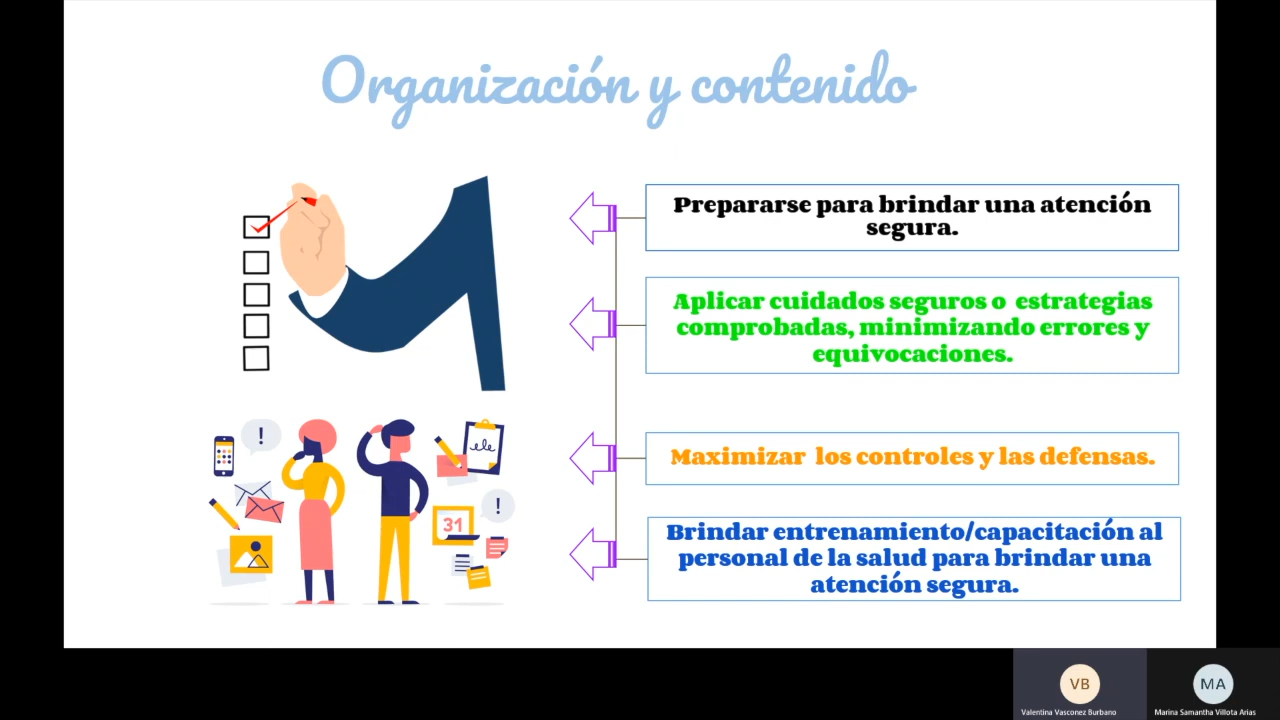 Organización y contenido
Prepararse para brindar una atención
segura.
Aplicar cuidados seguros o estrategias
comprobadas, minimizando errores y
equivocaciones.
Maximizar los controles y las defensas.
Brindar entrenamiento/capacitación al
personal de la salud para brindar una
atención segura.
!
ele
!
31
VB
MA
Valentina Vasconez Burbano
Marina Samantha Villota Arias